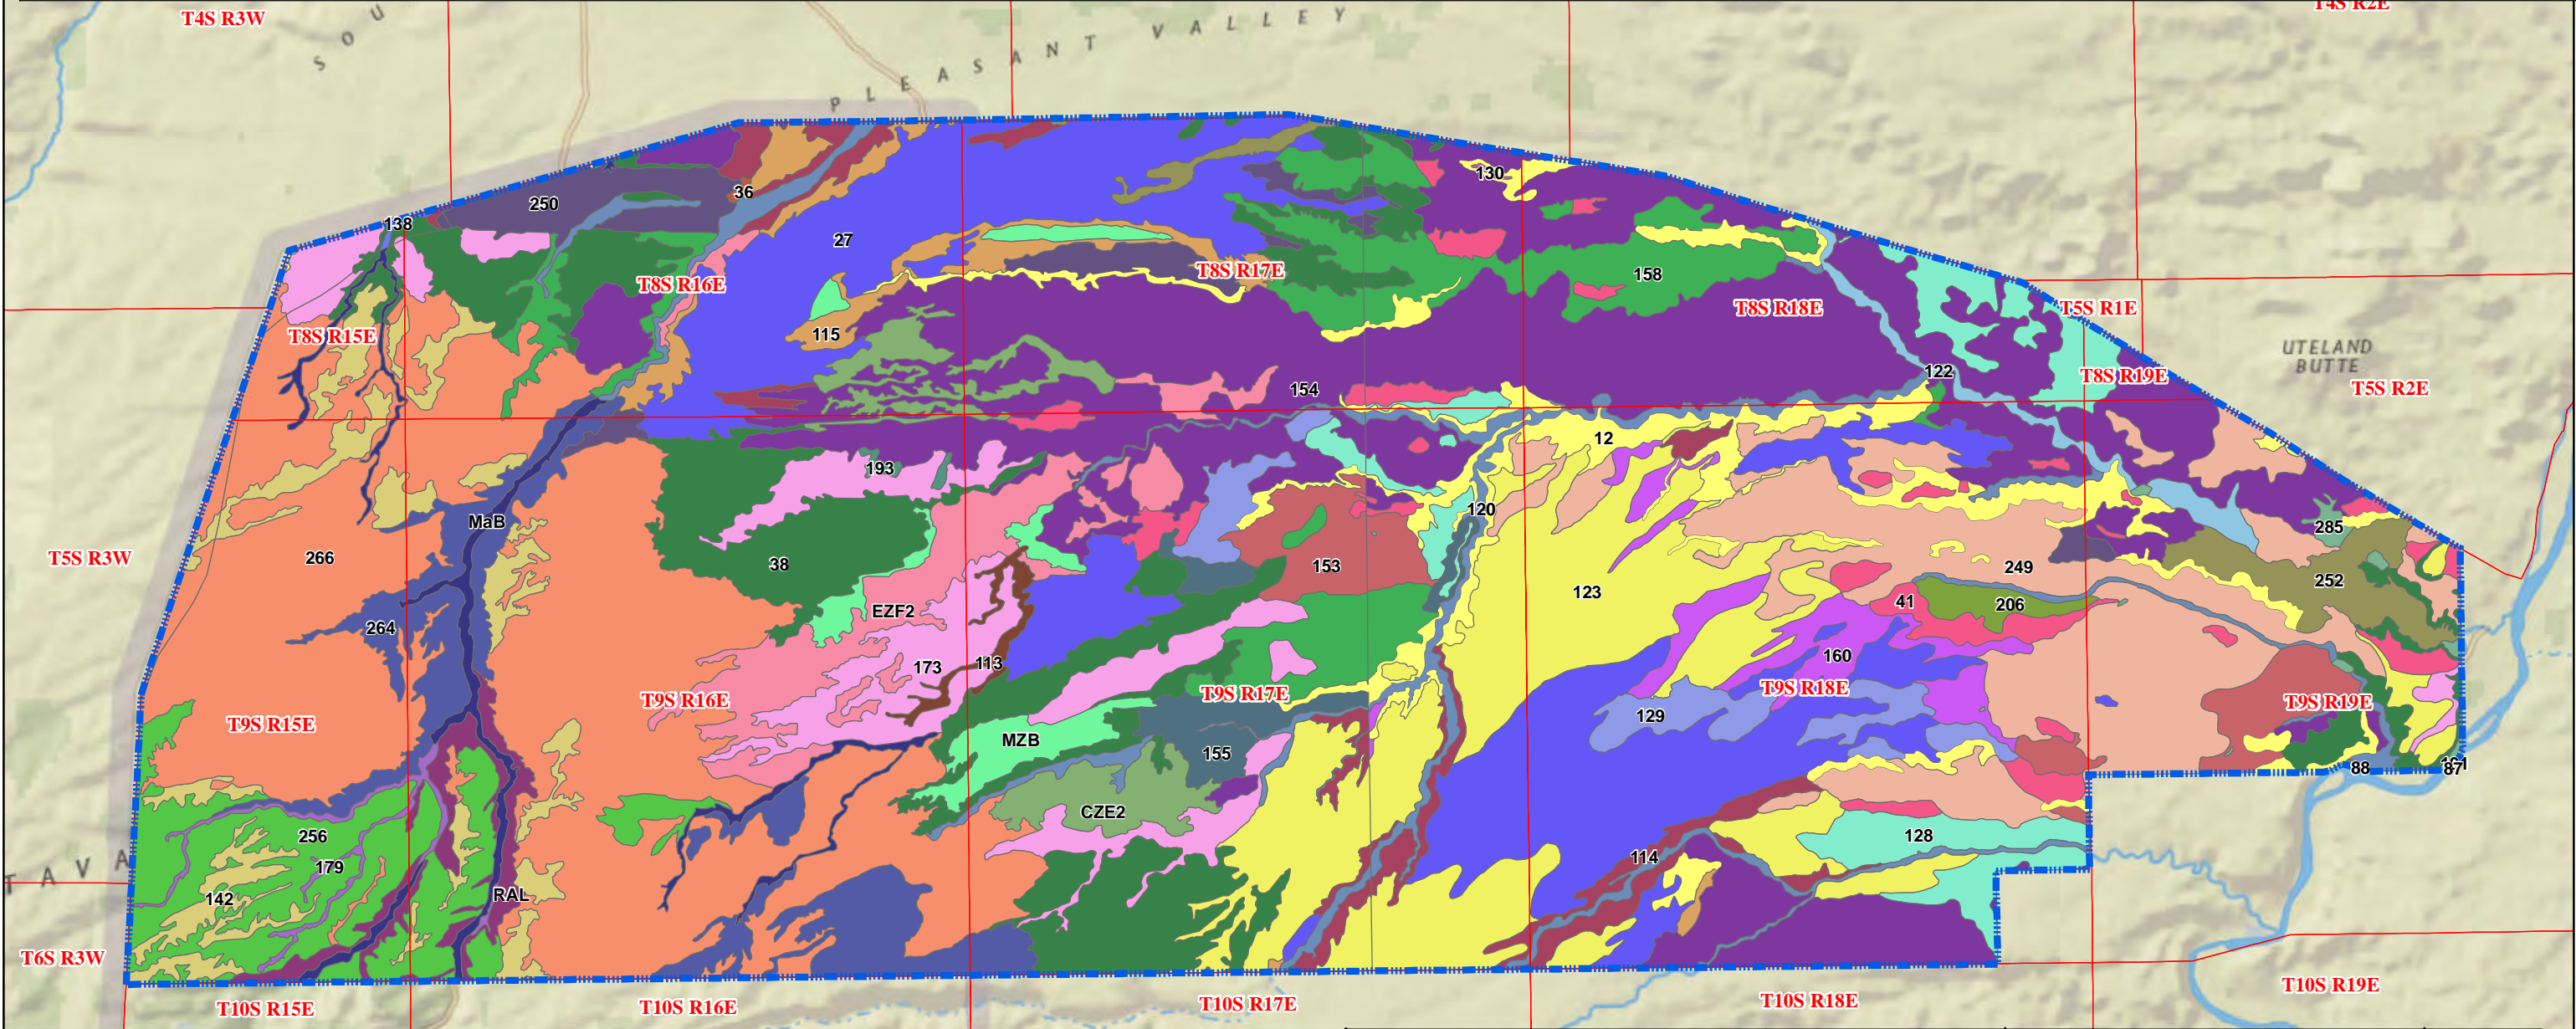 T4S R3W
T4S R2E
SOU
PLEASANT VALLEY
130
36
250
138
27
T8S R17E
158
T8S R16E
T8S R18E
T5S R1E
115
T8S R15E
UTELAND
BUTTE
122
T8S R19E
T5S R2E
154
12
193
120
MaB
285
T5S R3W
266
38
153
249
252
123
41
206
EZF2
264
160
113
173
T9S R17E
T9S R18E
T9S R16E
T9S R19E
129
T9S R15E
MZB
155
88
87
CZE2
256
128
TAVA
114
179
RAL
142
T6S R3W
T10S R19E
T10S R18E
T10S R17E
T10S R16E
T10S R15E